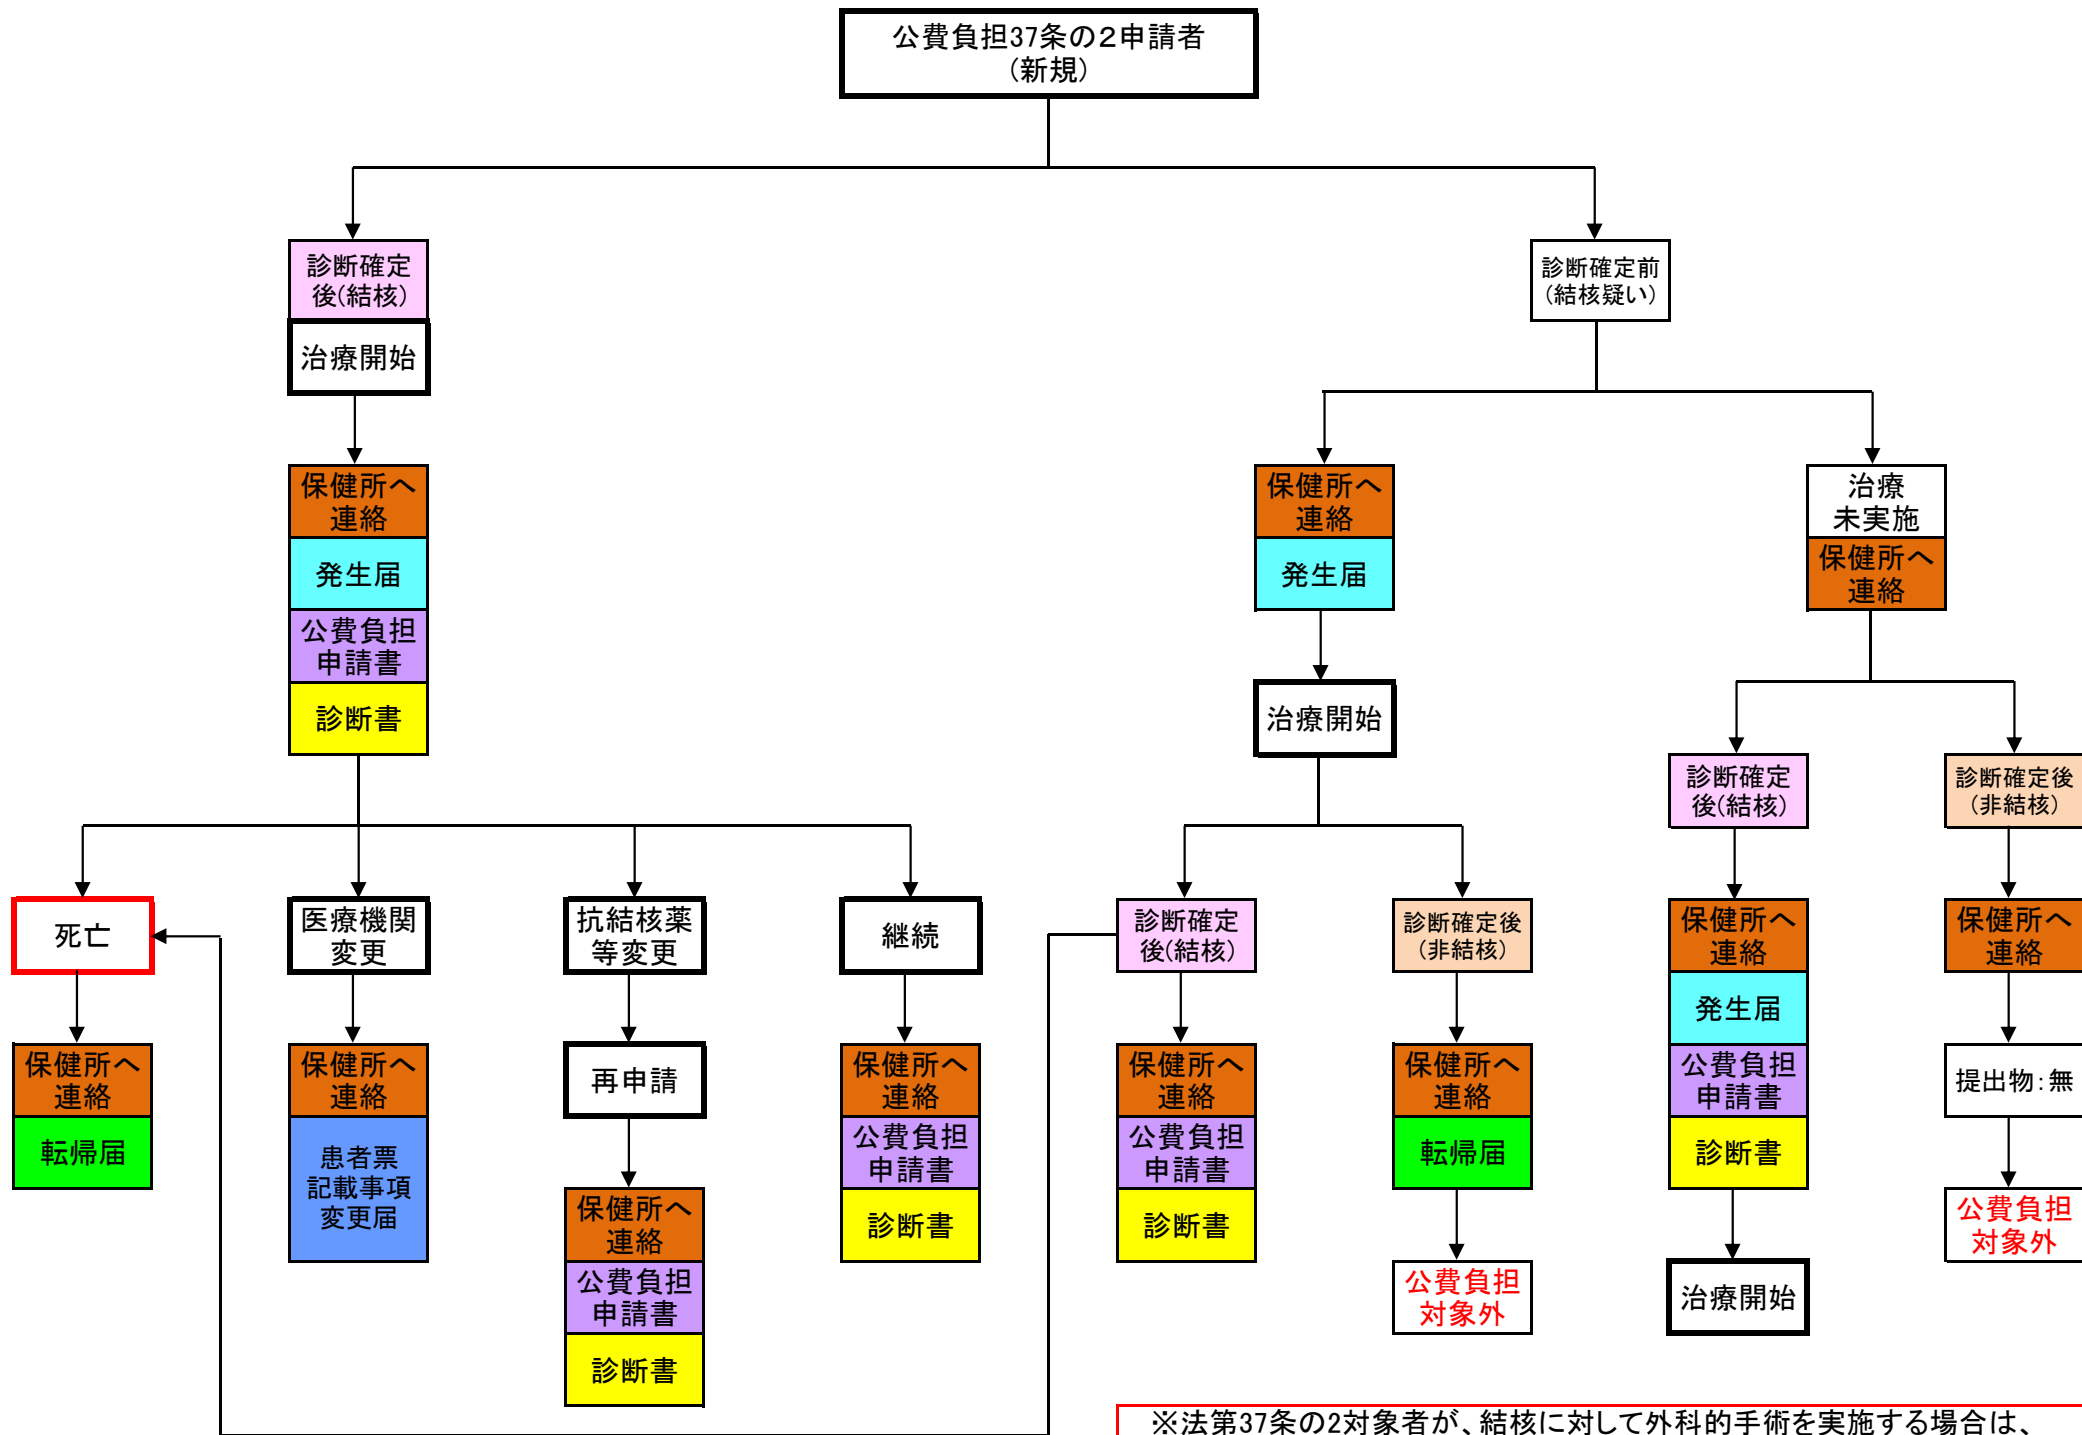 公費負担37条の２申請者
（新規）
診断確定
後(結核）
治療開始
診断確定前
（結核疑い）
保健所へ
連絡
発生届
公費負担
申請書
診断書
保健所へ
連絡
発生届
治療開始
治療
未実施
保健所へ
連絡
診断確定
後(結核）
診断確定後
（非結核）
死亡
医療機関
変更
抗結核薬
等変更
継続
診断確定
後(結核）
診断確定後
（非結核）
保健所へ
連絡
発生届
公費負担
申請書
診断書
治療開始
保健所へ
連絡
提出物：無
公費負担
対象外
保健所へ
連絡
転帰届
保健所へ
連絡
患者票
記載事項
変更届
再申請
保健所へ
連絡
公費負担
申請書
診断書
保健所へ
連絡
公費負担
申請書
診断書
保健所へ
連絡
公費負担
申請書
診断書
保健所へ
連絡
転帰届
公費負担
対象外
※法第37条の2対象者が、結核に対して外科的手術を実施する場合は、